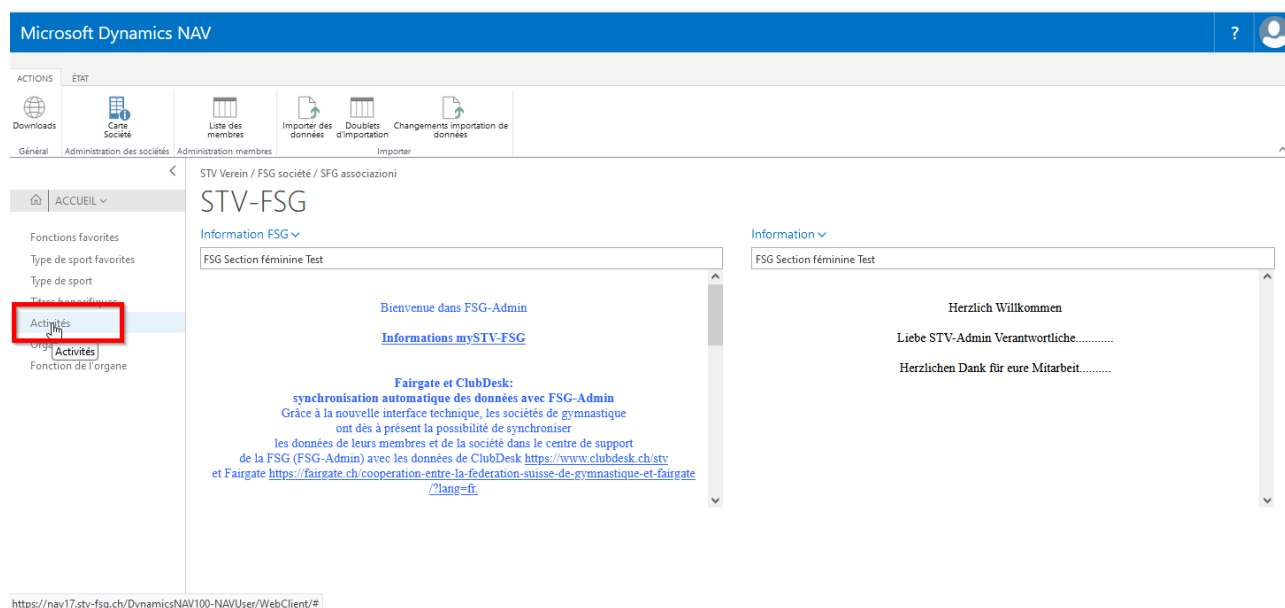 Microsoft Dynamics NAV
?
ACTIONS ÉTAT
Downloads
Carte
Société
Liste des
membres
Importer des
données
Doublets
d'importation
Changements importation de
données
Général
Administration des sociétés
Administration membres
Importer
STV Verein / FSG société / SFG associazioni
ACCUEIL
STV-FSG
Fonctions favorites
Type de sport favorites
Type de sport
Titres honorifiques
Activités
Activités
Fonction de l'organe
Information FSG
FSG Section féminine Test
Bienvenue dans FSG-Admin
Informations mySTV-FSG
Fairgate et ClubDesk:
synchronisation automatique des données avec FSG-Admin
Grâce à la nouvelle interface technique, les sociétés de gymnastique
ont dès à présent la possibilité de synchroniser
les données de leurs membres et de la société dans le centre de support
de la FSG (FSG-Admin) avec les données de ClubDesk https://www.clubdesk.ch/stv
et Fairgate https://fairgate.ch/cooperation-entre-la-federation-suisse-de-gymnastique-et-fairgate
/?lang=fr.
Information
FSG Section féminine Test
Herzlich Willkommen
Liebe STV-Admin Verantwortliche............
Herzlichen Dank für eure Mitarbeit..........
https://nav17.stv-fsg.ch/DynamicsNAV100-NAVUser/WebClient/#